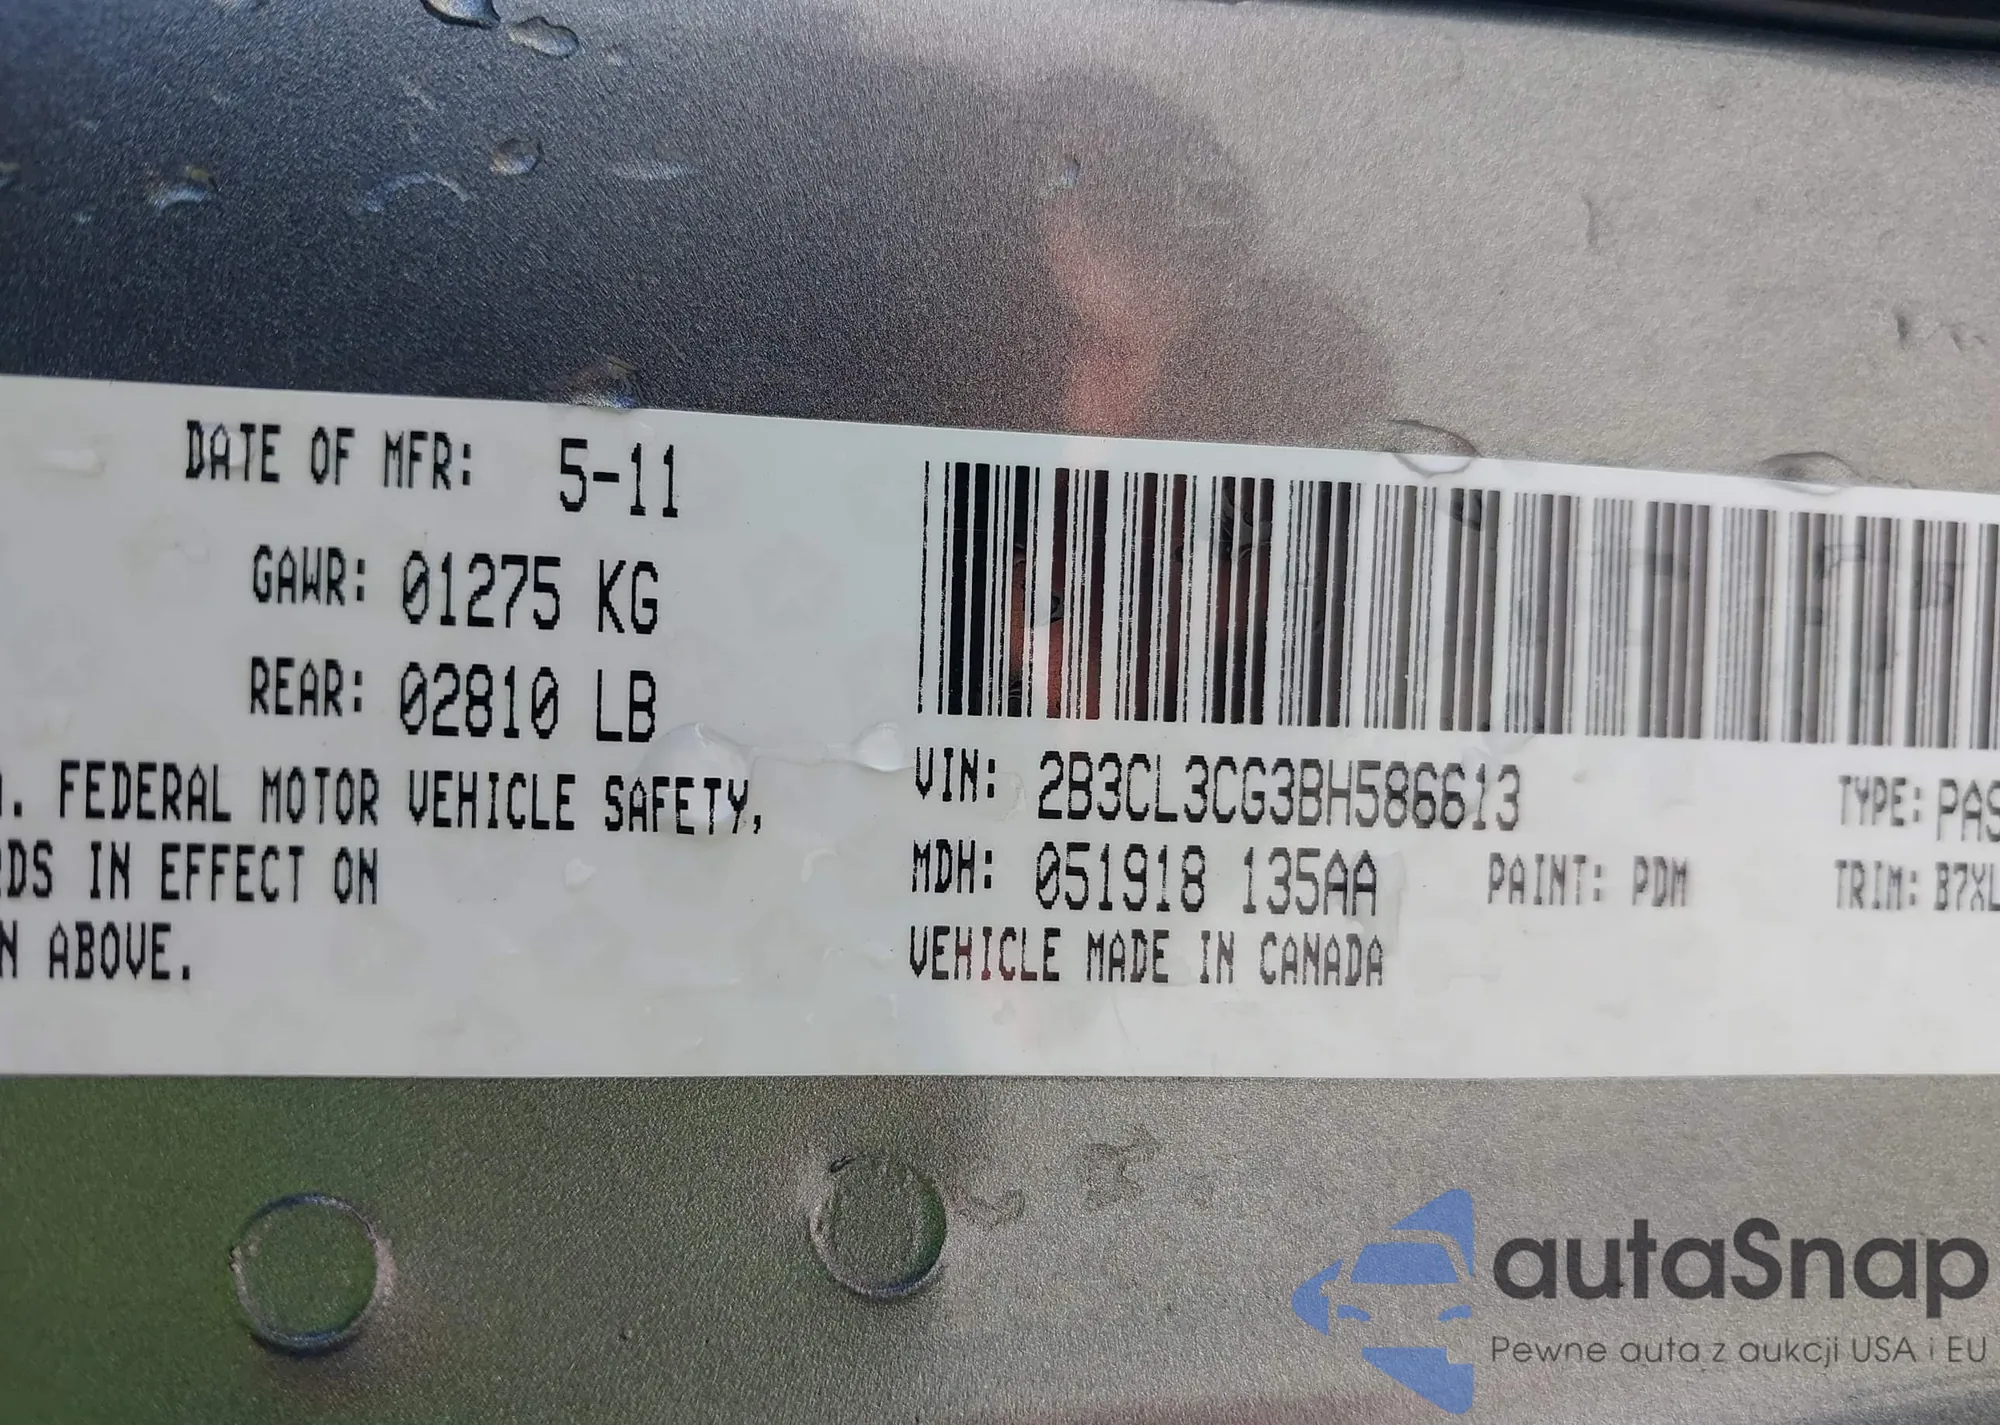 DATE OF MFR: 5-11
GAWR: 01275 KG
REAR: 02810 LB
. FEDERAL MOTOR VEHICLE SAFETY,
RDS IN EFFECT ON
N ABOVE.
VIN: 2B3CL3CG3BH586613
TYPE: PAS
MDH: 051918 135AA
PAINT: PDM
TRIM: B7XL
VEHICLE MADE IN CANADA
autaSnap
Pewne auta z aukcji USA i EU